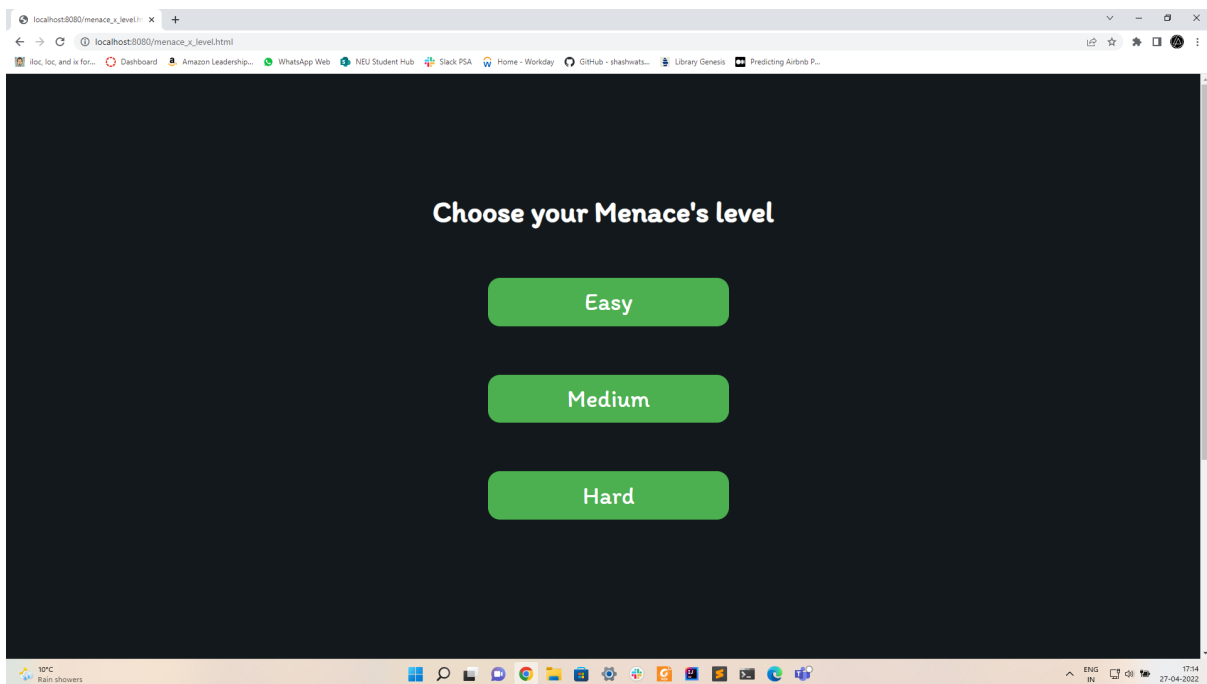 localhost:8080/menace_x_level.ht
localhost:8080/menace_x_level.html
iloc, loc, and ix for... Dashboard Amazon Leadership... WhatsApp Web NEU Student Hub Slack PSA Home - Workday GitHub - shashwats... Library Genesis Predicting Airbnb P...
Choose your Menace's level
Easy
Medium
Hard
10°C
Rain showers
ENG
IN
17:14
27-04-2022